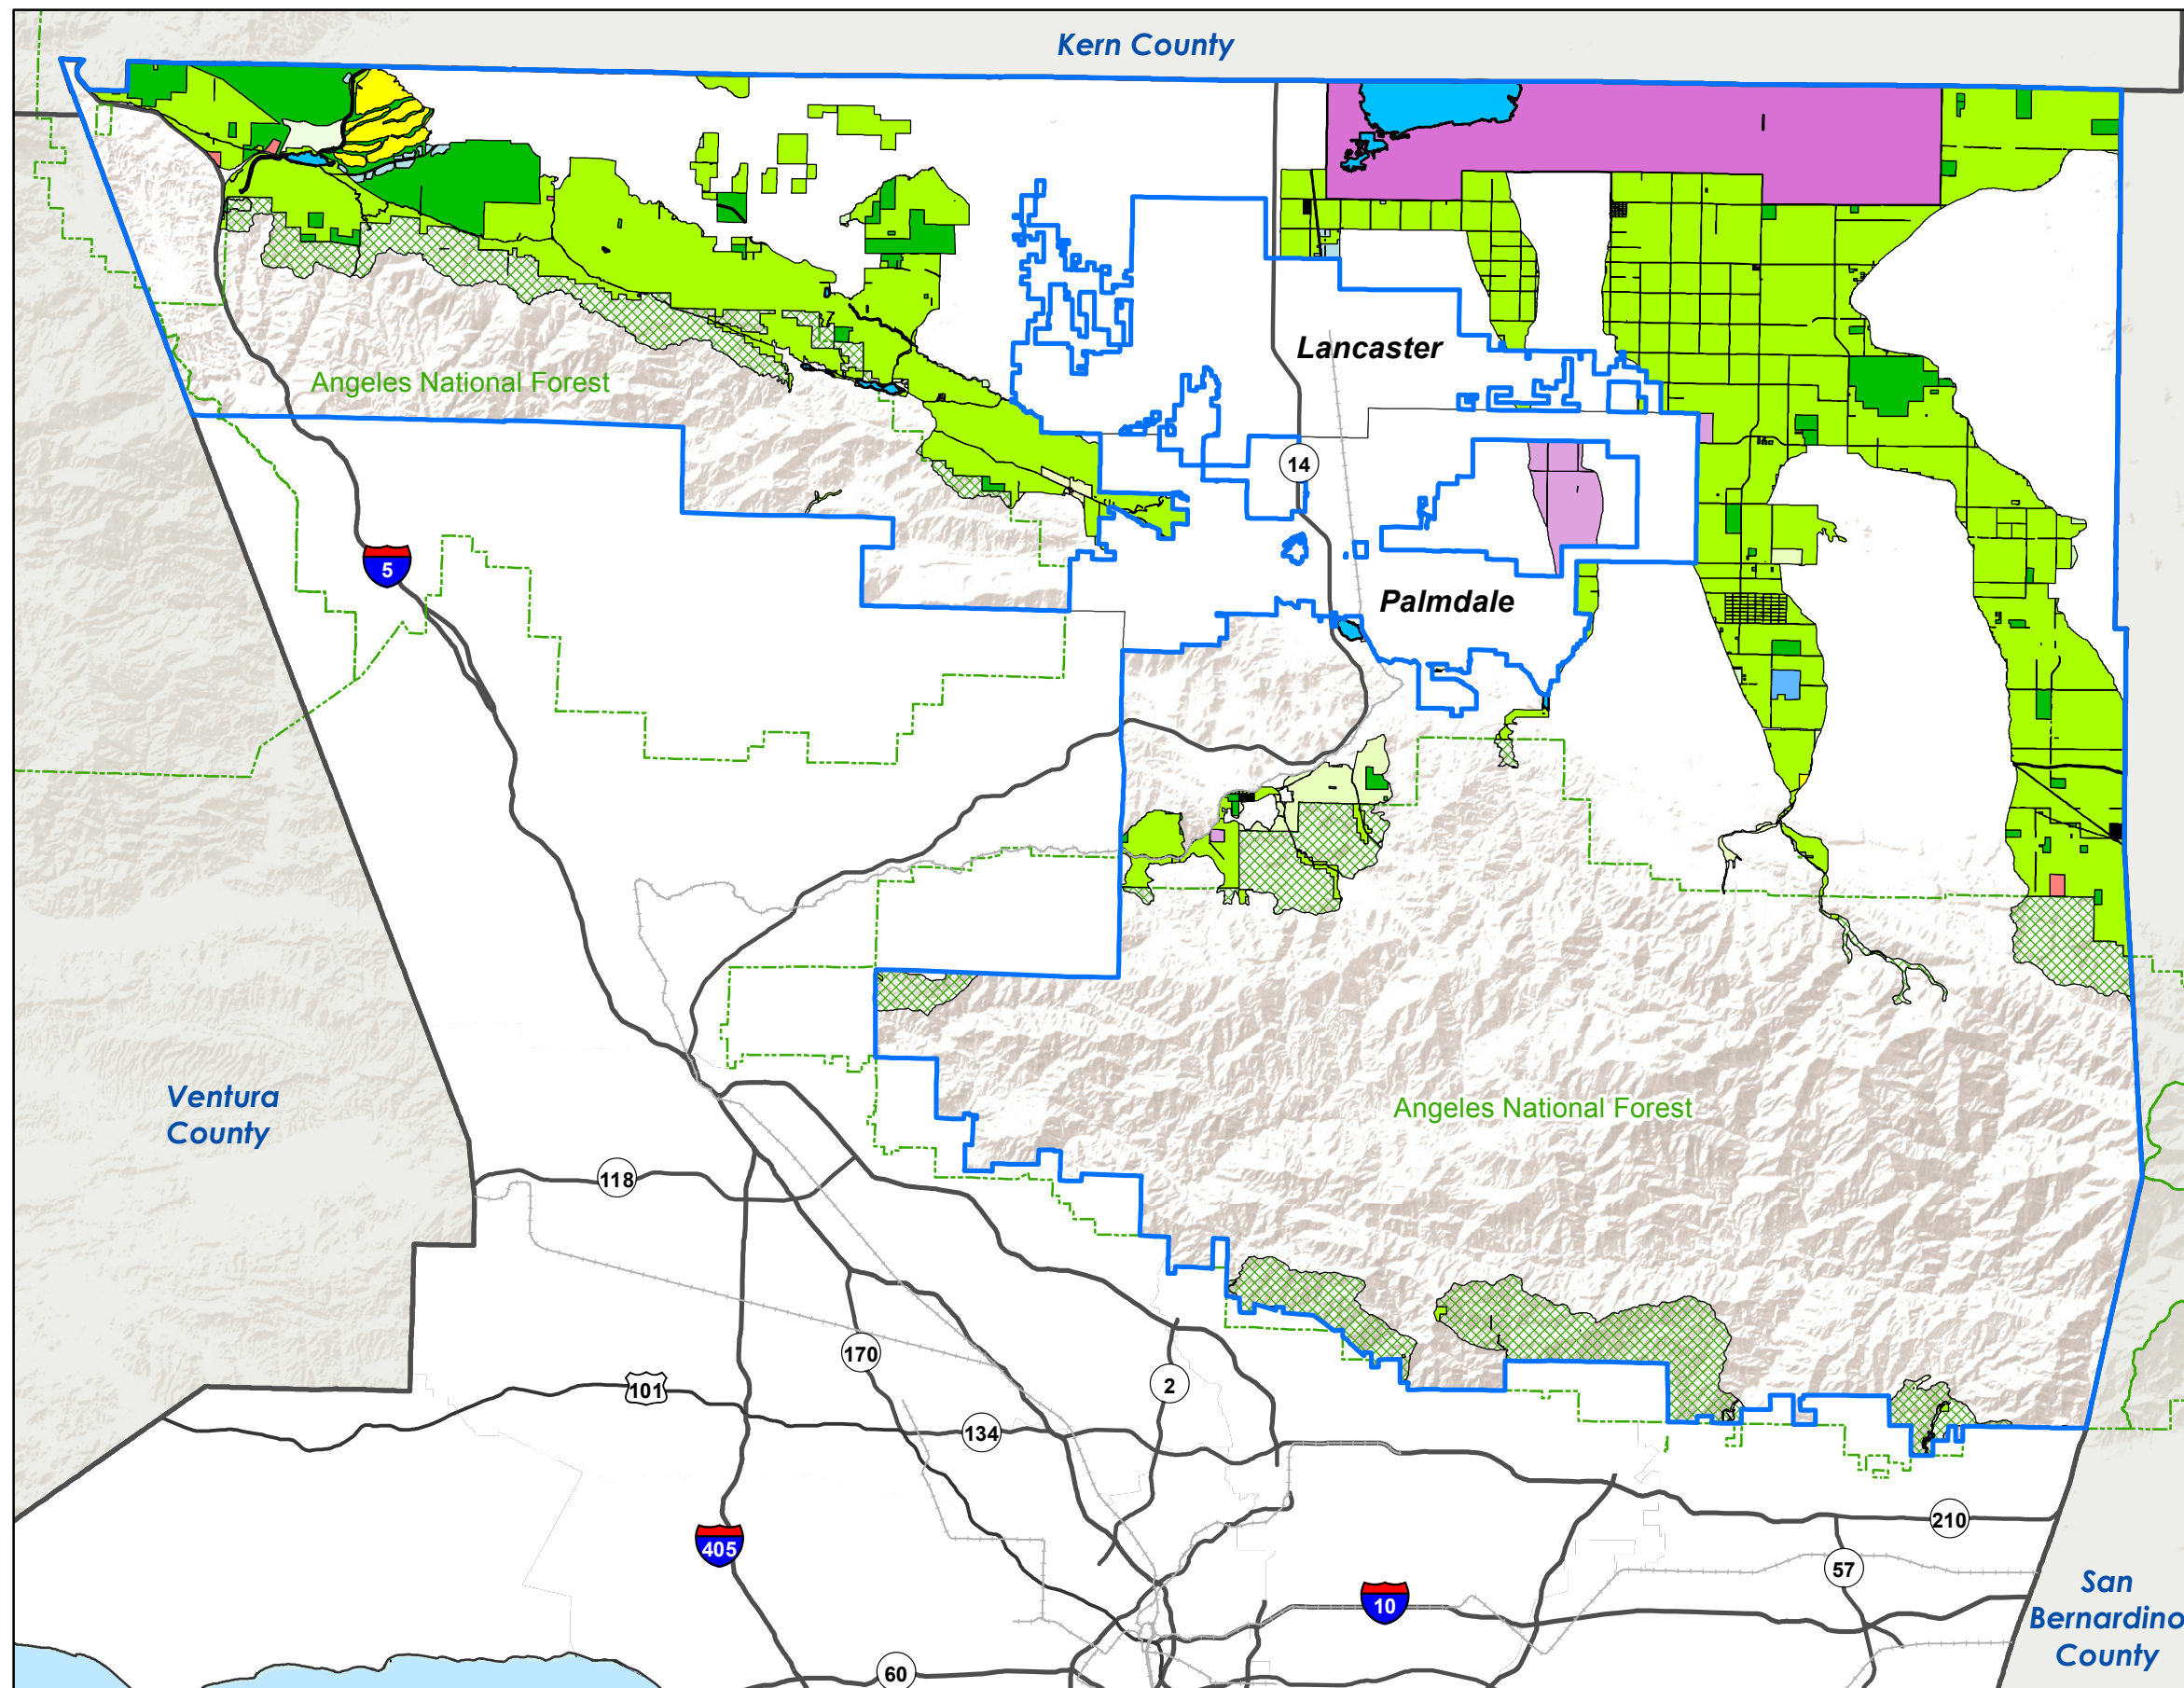 Kern County
Lancaster
Angeles National Forest
14
5
Palmdale
Ventura
County
Angeles National Forest
118
170
2
101
134
210
405
57
10
San
Bernardino
County
60